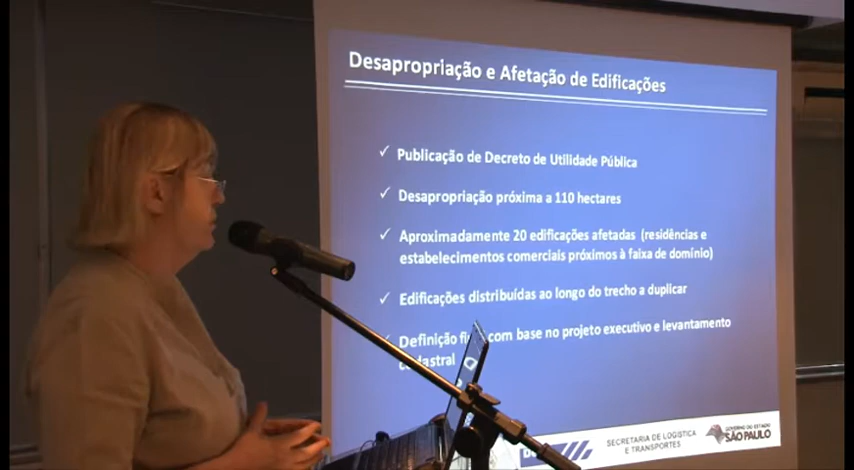 Desapropriação e Afetação de Edificações
✓ Publicação de Decreto de Utilidade Pública
✓ Desapropriação próxima a 110 hectares
✓ Aproximadamente 20 edificações afetadas (residências e
estabelecimentos comerciais próximos à faixa de domínio)
✓ Edificações distribuídas ao longo do trecho a duplicar
✓ Definição com base no projeto executivo e levantamento
SECRETARIA DE LOGÍSTICA
E TRANSPORTES
GOVERNO DO ESTADO
SÃO PAULO